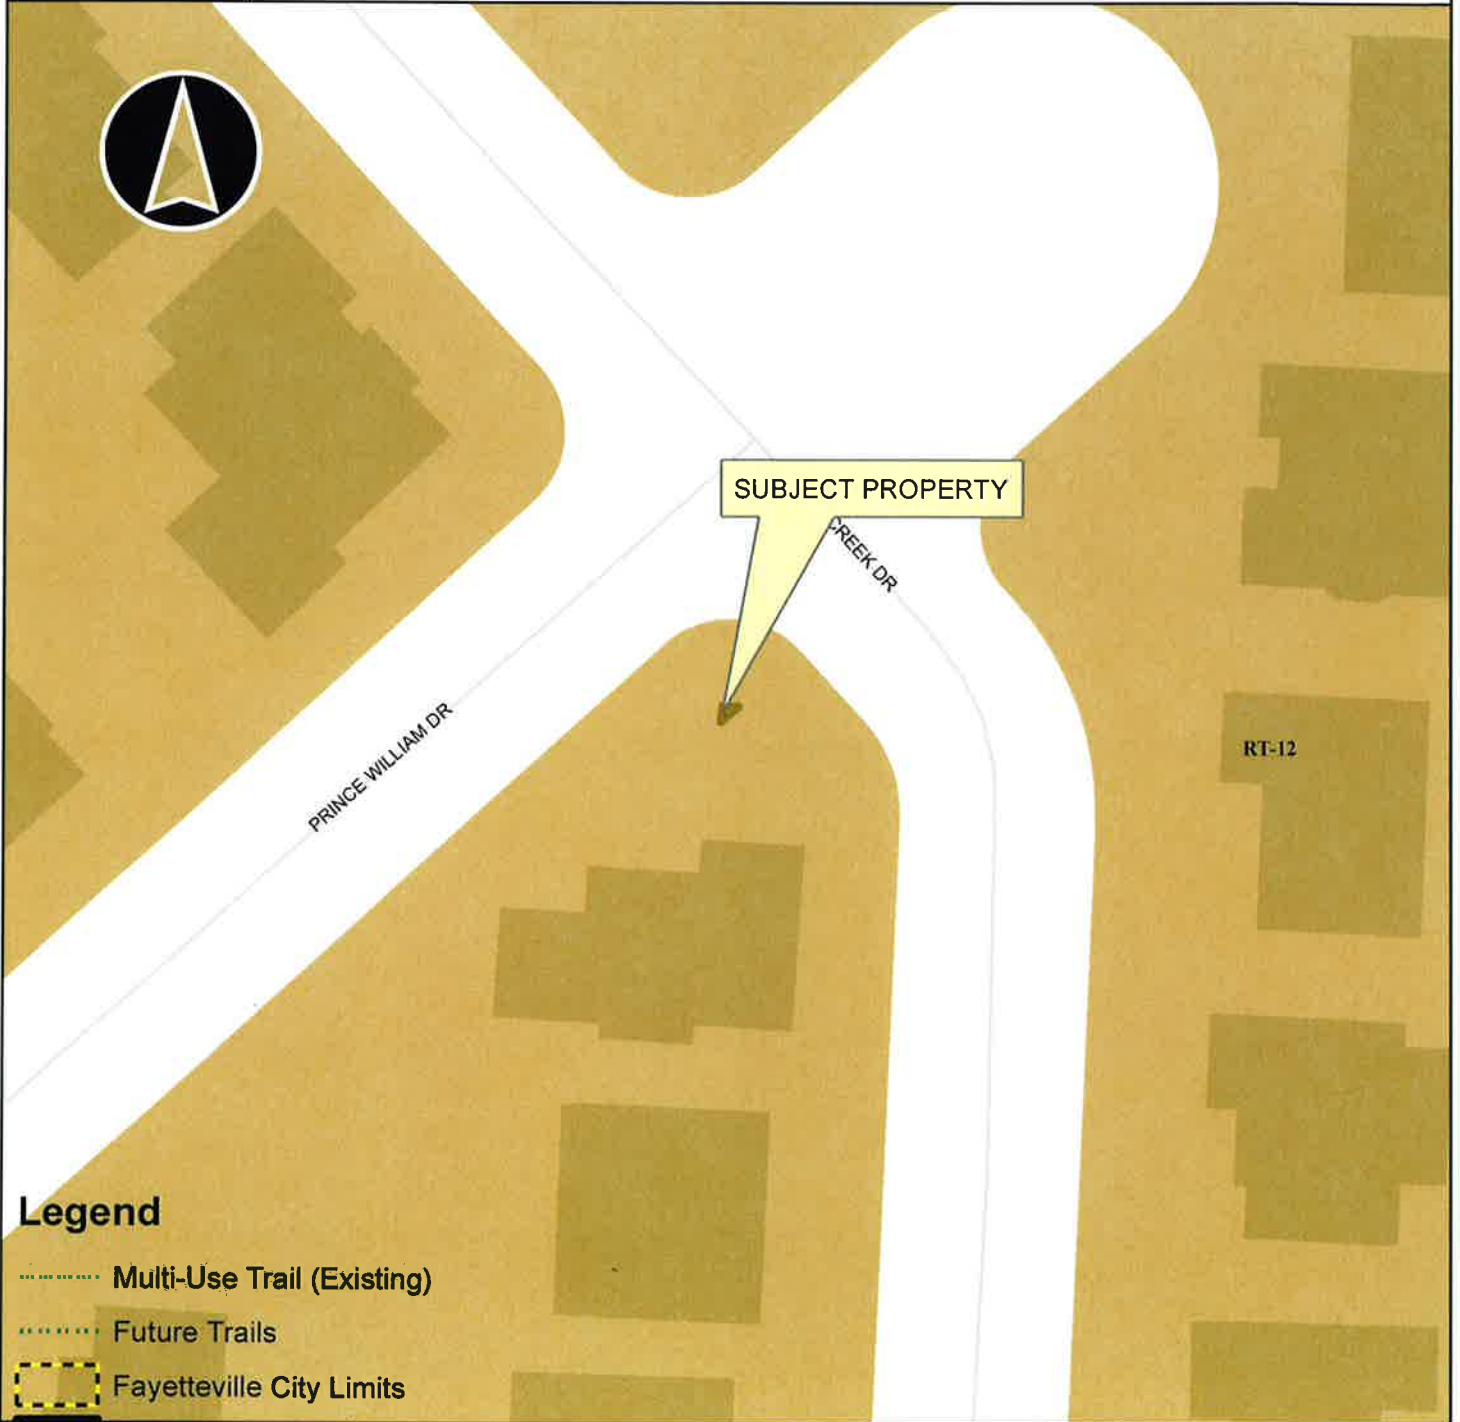 SUBJECT PROPERTY
CREEK DR
PRINCE WILLIAM DR
RT-12
Legend
Multi-Use Trail (Existing)
Future Trails
Fayetteville City Limits